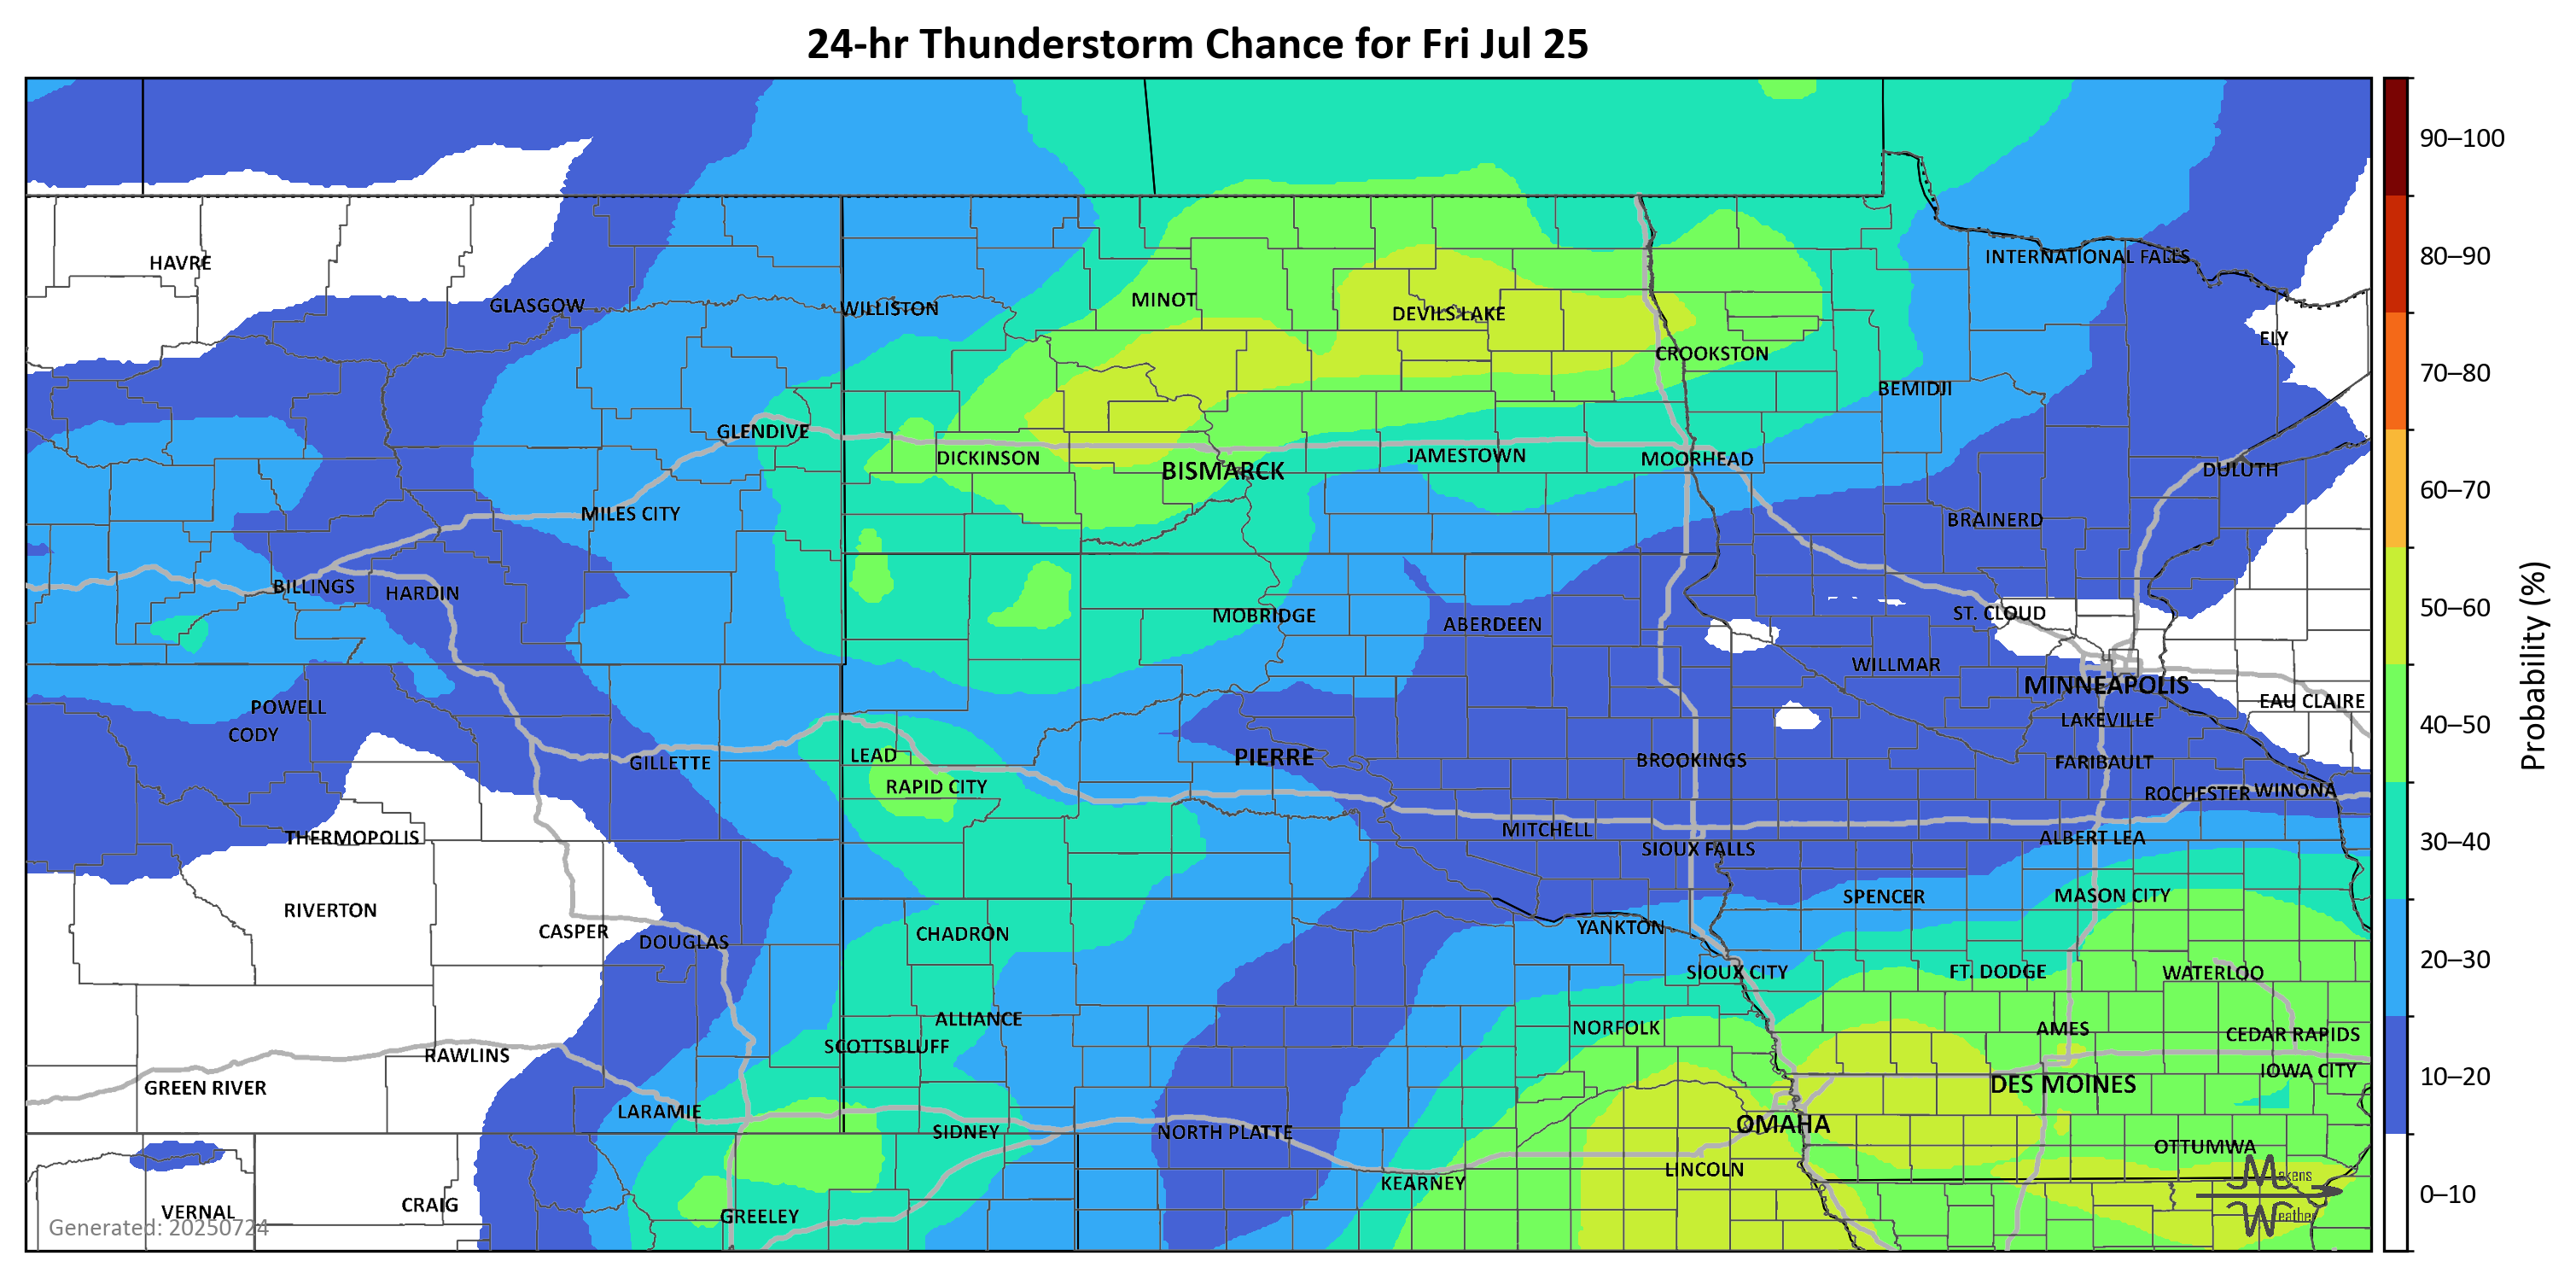 24-hr Thunderstorm Chance for Fri Jul 25
90–100
HAVRE
INTERNATIONAL FALLS
80–90
GLASGOW
WILLISTON
MINOT
DEVILS LAKE
ELY
CROOKSTON
70–80
BEMIDJI
GLENDIVE
DICKINSON
BISMARCK
JAMESTOWN
MOORHEAD
DULUTH
60–70
MILES CITY
BRAINERD
BILLINGS
HARDIN
MOBRIDGE
ABERDEEN
ST. CLOUD
50–60
WILLMAR
MINNEAPOLIS
Probability (%)
POWELL
EAU CLAIRE
CODY
LAKEVILLE
40–50
GILLETTE
LEAD
PIERRE
BROOKINGS
FARIBAULT
RAPID CITY
ROCHESTER
WINONA
THERMOPOLIS
MITCHELL
ALBERT LEA
30–40
SIOUX FALLS
RIVERTON
SPENCER
MASON CITY
CASPER
DOUGLAS
CHADRON
YANKTON
20–30
SIOUX CITY
FT. DODGE
WATERLOO
ALLIANCE
NORFOLK
AMES
CEDAR RAPIDS
RAWLINS
SCOTTSBLUFF
GREEN RIVER
DES MOINES
IOWA CITY
10–20
LARAMIE
SIDNEY
NORTH PLATTE
OMAHA
OTTUMWA
LINCOLN
KEARNEY
Makens
Weather
0–10
VERNAL
CRAIG
GREELEY
Generated: 20250724